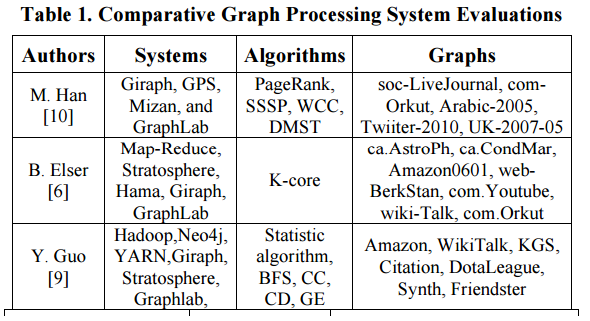 Table 1. Comparative Graph Processing System Evaluations
Authors Systems Algorithms Graphs
M. Han
[10]
Giraph, GPS,
Mizan, and
GraphLab
PageRank,
SSSP, WCC,
DMST
soc-LiveJournal, com-
Orkut, Arabic-2005,
Twiiter-2010, UK-2007-05
B. Elser
[6]
Map-Reduce,
Stratosphere,
Hama, Giraph,
GraphLab
K-core
ca.AstroPh, ca.CondMar,
Amazon0601, web-
BerkStan, com.Youtube,
wiki-Talk, com.Orkut
Y. Guo
[9]
Hadoop,Neo4j,
YARN,Giraph,
Stratosphere,
Graphlab,
Statistic
algorithm,
BFS, CC,
CD, GE
Amazon, WikiTalk, KGS,
Citation, DotaLeague,
Synth, Friendster